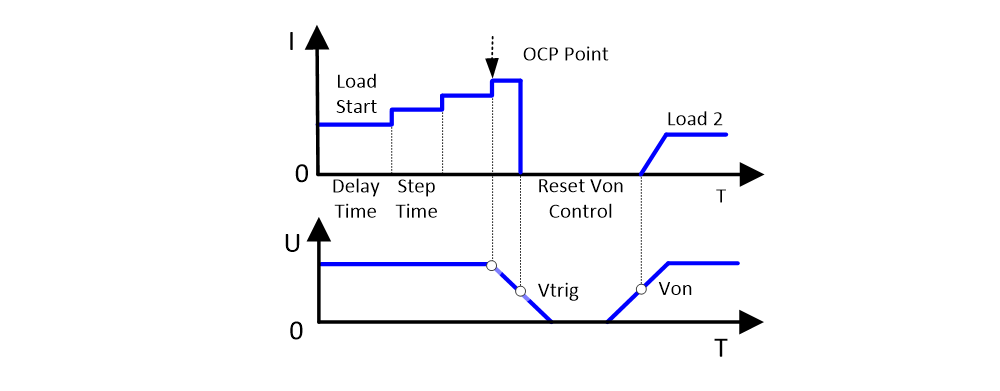 I
OCP Point
Load
Start
Load 2
0
Delay
Time
Step
Time
Reset Von
Control
T
U
Vtrig
Von
0
T